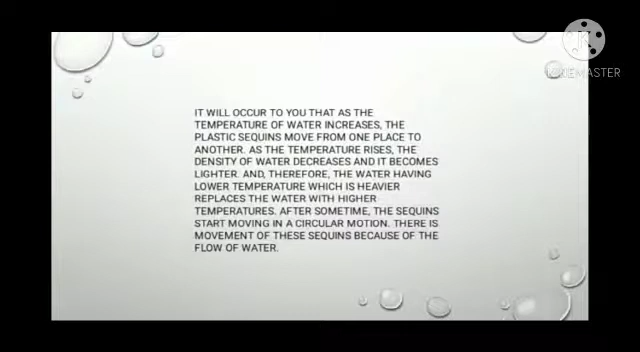 K
KINEMASTER
IT WILL OCCUR TO YOU THAT AS THE
TEMPERATURE OF WATER INCREASES, THE
PLASTIC SEQUINS MOVE FROM ONE PLACE TO
ANOTHER. AS THE TEMPERATURE RISES, THE
DENSITY OF WATER DECREASES AND IT BECOMES
LIGHTER. AND, THEREFORE, THE WATER HAVING
LOWER TEMPERATURE WHICH IS HEAVIER
REPLACES THE WATER WITH HIGHER
TEMPERATURES. AFTER SOMETIME, THE SEQUINS
START MOVING IN A CIRCULAR MOTION. THERE IS
MOVEMENT OF THESE SEQUINS BECAUSE OF THE
FLOW OF WATER.